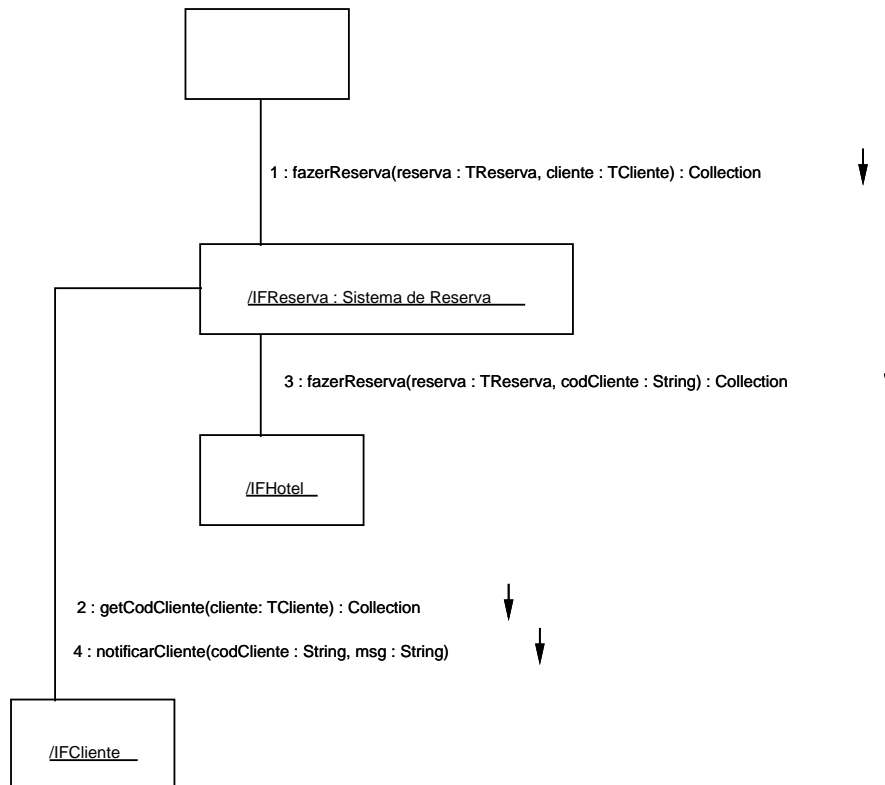 1 : fazerReserva(reserva : TReserva, cliente : TCliente) : Collection
/IFReserva : Sistema de Reserva
3 : fazerReserva(reserva : TReserva, codCliente : String) : Collection
/IFHotel
2 : getCodCliente(cliente: TCliente) : Collection
4 : notificarCliente(codCliente : String, msg : String)
/IFCliente